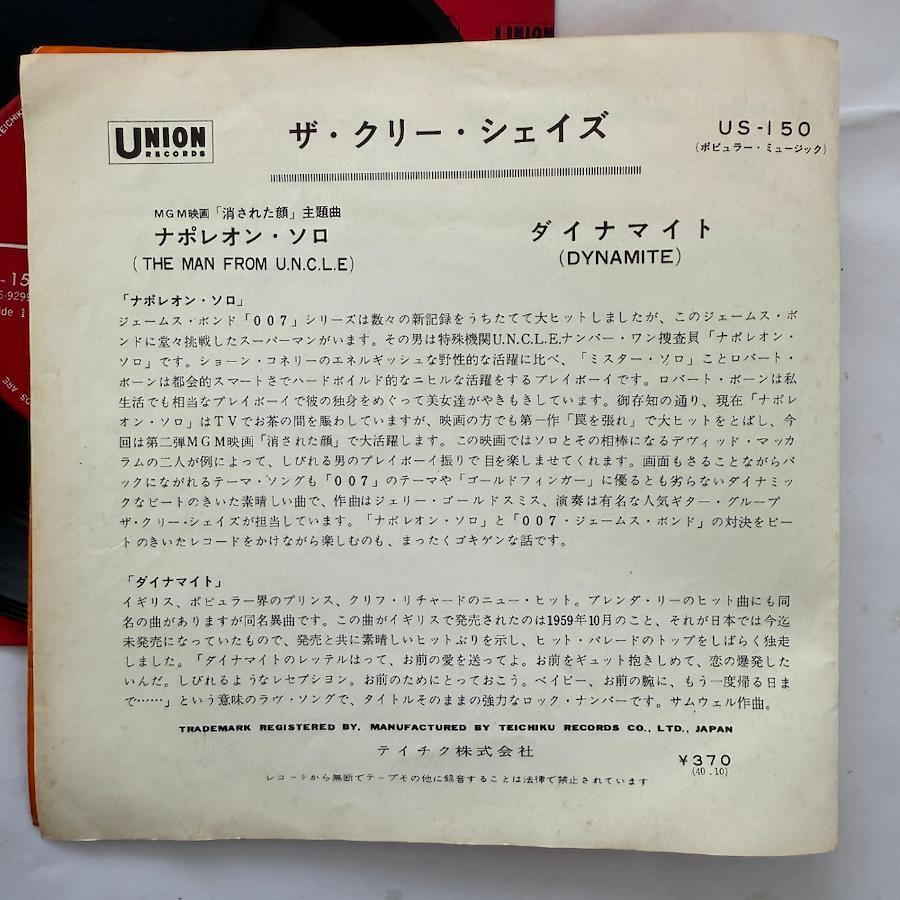 UNION
TEICHIKU
UNION
RECORDS
ザ・クリー・シェイズ
US-150
(ポピュラー・ミュージック)
MGM映画「消された顔」主題曲
ナポレオン・ソロ
(THE MAN FROM U.N.C.L.E)
ダイナマイト
(DYNAMITE)
-15
5-9299
ide 1
「ナポレオン・ソロ」
ジェームス・ボンド「007」シリーズは数々の新記録をうちたてて大ヒットしましたが、このジェームス・ボ
ンドに堂々挑戦したスーパーマンがいます。その男は特殊機関U.N.C.L.E.ナンバー・ワン捜査員「ナポレオン・
ソロ」です。ショーン・コネリーのエネルギッシュな野性的な活躍に比べ、「ミスター・ソロ」ことロバート・
ボーンは都会的スマートさでハードボイルド的なニヒルな活躍をするプレイボーイです。ロバート・ボーンは私
生活でも相当なプレイボーイで彼の独身をめぐって美女達がやきもきしています。御存知の通り、現在「ナポレ
オン・ソロ」はTVでお茶の間を賑わしていますが、映画の方でも第一作「罠を張れ」で大ヒットをとばし、今
回は第二弾MGM映画「消された顔」で大活躍します。この映画ではソロとその相棒になるデヴィッド・マッカ
ラムの二人が例によって、しびれる男のプレイボーイ振りで目を楽しませてくれます。画面もさることながらバ
ックにながれるテーマ・ソングも「007」のテーマや「ゴールドフィンガー」に優るとも劣らないダイナミッ
クなビートのきいた素晴しい曲で、作曲はジェリー・ゴールドスミス、演奏は有名な人気ギター・グループ
ザ・クリー・シェイズが担当しています。「ナポレオン・ソロ」と「007・ジェームス・ボンド」の対決をビー
トのきいたレコードをかけながら楽しむのも、まったくゴキゲンな話です。
「ダイナマイト」
イギリス、ポピュラー界のプリンス、クリフ・リチャードのニュー・ヒット。ブレンダ・リーのヒット曲にも同
名の曲がありますが同名異曲です。この曲がイギリスで発売されたのは1959年10月のこと、それが日本では今迄
未発売になっていたもので、発売と共に素晴しいヒットぶりを示し、ヒット・パレードのトップをしばらく独走
しました。「ダイナマイトのレッテルはって、お前の愛を送ってよ。お前をギュット抱きしめて、恋の爆発した
いんだ。しびれるようなレセプション。お前のためにとっておこう。ベイビー、お前の腕に、もう一度帰る日ま
で……」という意味のラヴ・ソングで、タイトルそのままの強力なロック・ナンバーです。サムウェル作曲。
TRADEMARK REGISTERED BY, MANUFACTURED BY TEICHIKU RECORDS CO., LTD., JAPAN
テイチク株式会社
¥370
(40.10)
レコードから無断でテープその他に録音することは法律で禁止されています